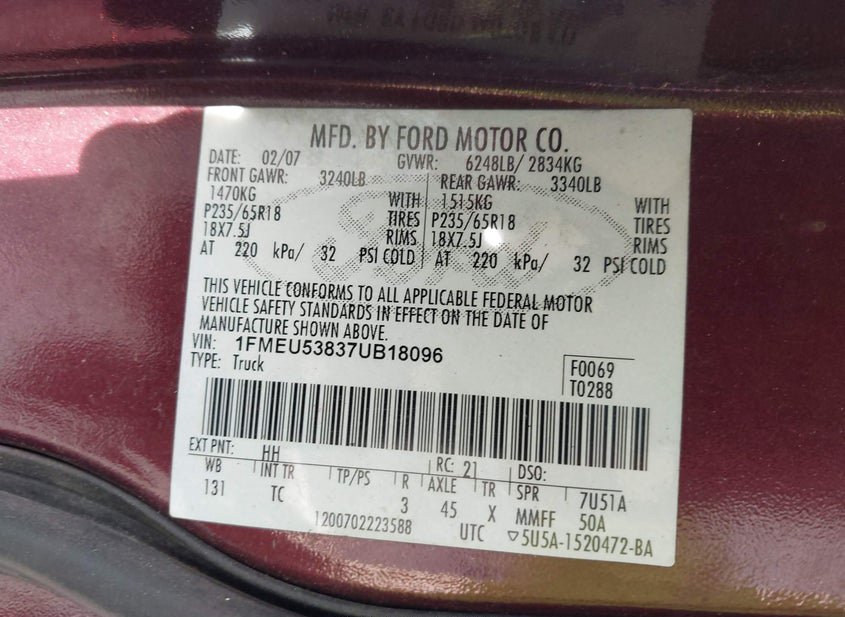 MFD. BY FORD MOTOR CO.
DATE: 02/07 GVWR: 6248LB/ 2834KG
FRONT GAWR: 3240LB REAR GAWR: 3340LB
1470KG WITH 1515KG WITH
P235/65R18 TIRES P235/65R18 TIRES
18X7.5J RIMS 18X7.5J RIMS
AT 220 kPa/ 32 PSI COLD AT 220 kPa/ 32 PSI COLD
THIS VEHICLE CONFORMS TO ALL APPLICABLE FEDERAL MOTOR
VEHICLE SAFETY STANDARDS IN EFFECT ON THE DATE OF
MANUFACTURE SHOWN ABOVE.
VIN: 1FMEU53837UB18096
TYPE: Truck
F0069
T0288
EXT PNT: HH RC: 21 DSO:
WB INT TR TP/PS R AXLE TR SPR 7U51A
131 TC 3 45 X MMFF 50A
1200702223588 UTC ▽5U5A-1520472-BA